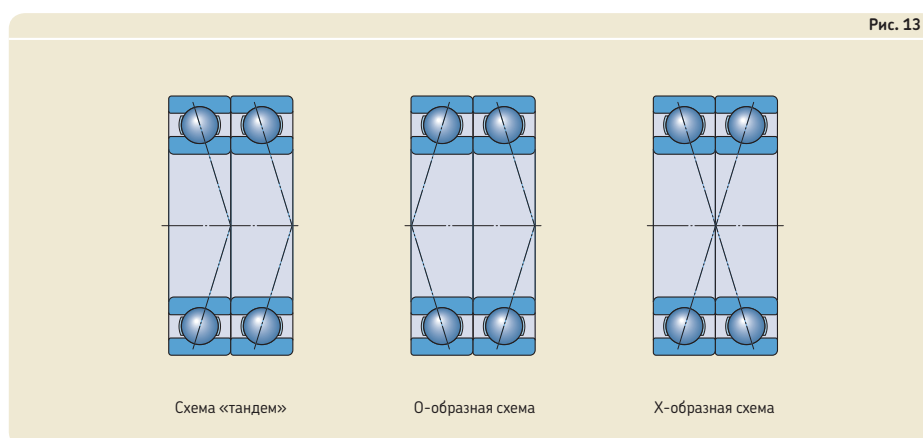 Рис. 13
Схема «тандем»
О-образная схема
Х-образная схема